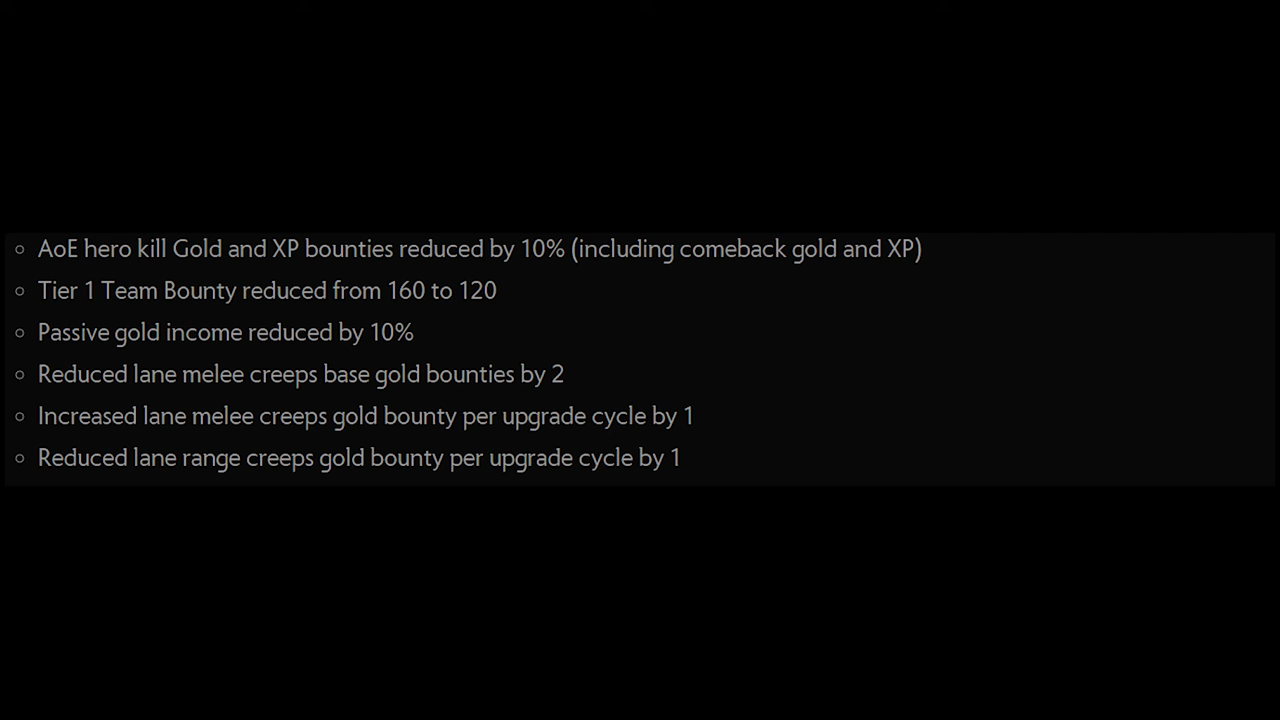 AoE hero kill Gold and XP bounties reduced by 10% (including comeback gold and XP)
Tier 1 Team Bounty reduced from 160 to 120
Passive gold income reduced by 10%
Reduced lane melee creeps base gold bounties by 2
Increased lane melee creeps gold bounty per upgrade cycle by 1
Reduced lane range creeps gold bounty per upgrade cycle by 1